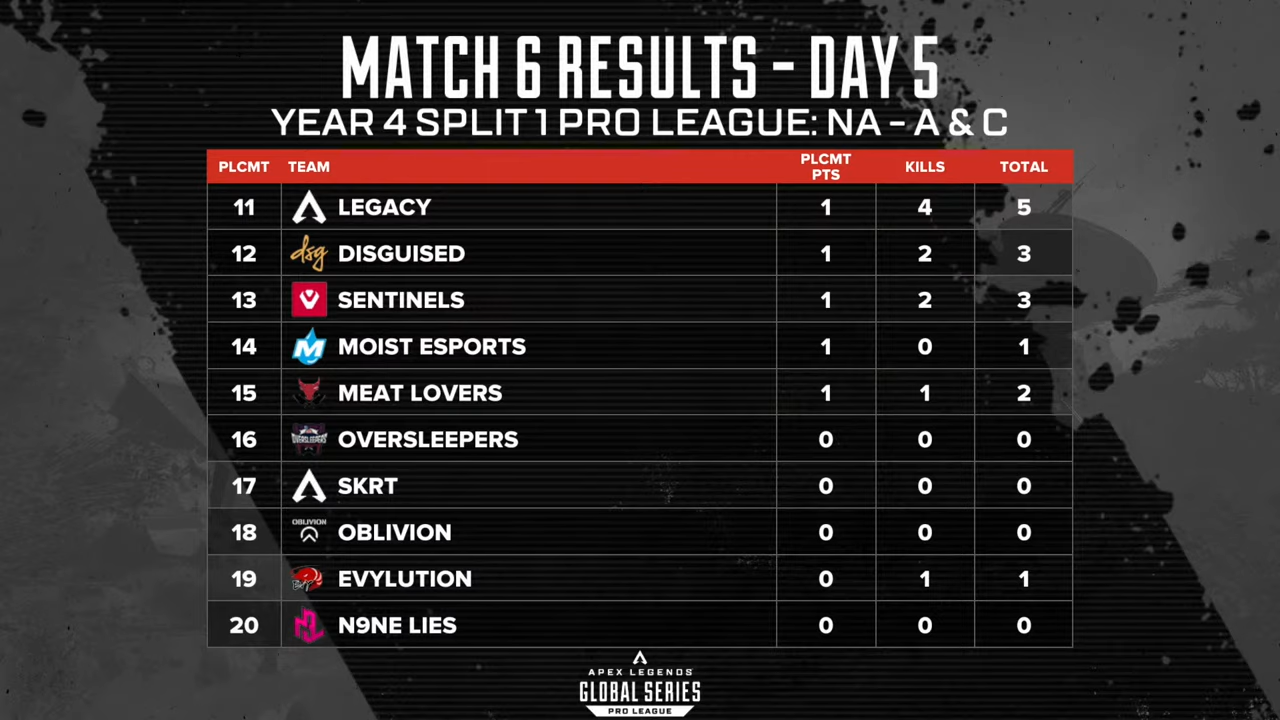 MATCH 6 RESULTS - DAY 5
YEAR 4 SPLIT 1 PRO LEAGUE: NA - A & C
PLCMT TEAM PLCMT PTS KILLS TOTAL
11 LEGACY 1 4 5
12 dsg DISGUISED 1 2 3
13 SENTINELS 1 2 3
14 M MOIST ESPORTS 1 0 1
15 MEAT LOVERS 1 1 2
16 OVERSLEEPERS OVERSLEEPERS 0 0 0
17 SKRT 0 0 0
18 OBLIVION OBLIVION 0 0 0
19 EVYLUTION 0 1 1
20 N9NE LIES 0 0 0
APEX LEGENDS
GLOBAL SERIES
PRO LEAGUE